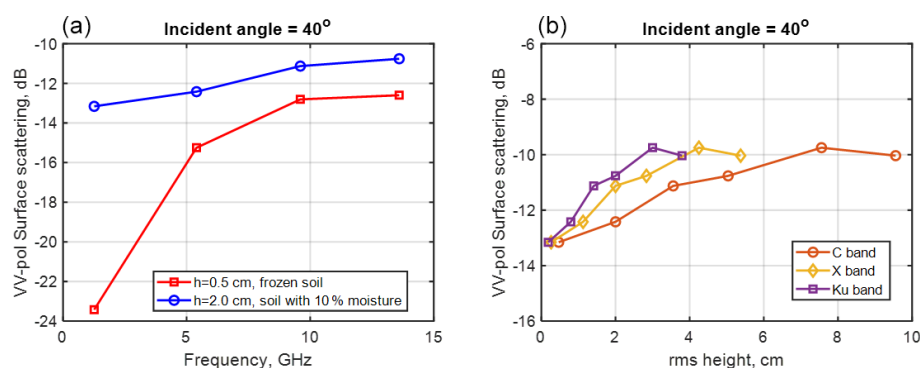 (a)
Incident angle = 40°
VV-pol Surface scattering, dB
-10
-12
-14
-16
-18
-20
-22
-24
0
5
10
15
Frequency, GHz
h=0.5 cm, frozen soil
h=2.0 cm, soil with 10 % moisture
(b)
Incident angle = 40°
VV-pol Surface scattering, dB
-6
-8
-10
-12
-14
-16
0
2
4
6
8
10
rms height, cm
C band
X band
Ku band